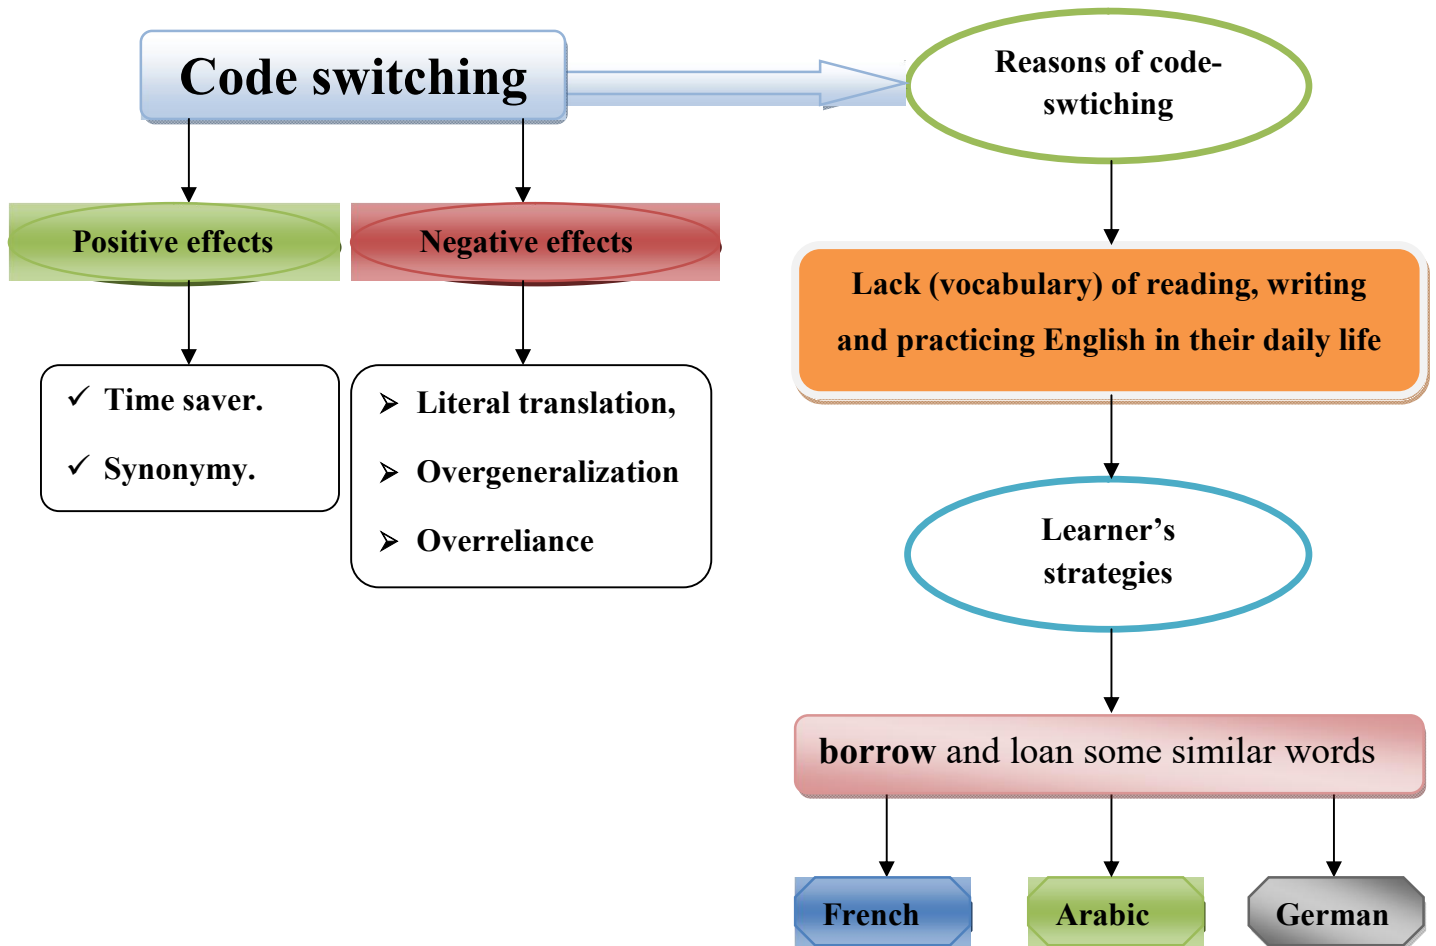 Code switching
Reasons of code-
swtiching
Positive effects
Negative effects
Lack (vocabulary) of reading, writing
and practicing English in their daily life
✓ Time saver.
✓ Synonymy.
➢ Literal translation,
➢ Overgeneralization
➢ Overreliance
Learner’s
strategies
borrow and loan some similar words
French
Arabic
German